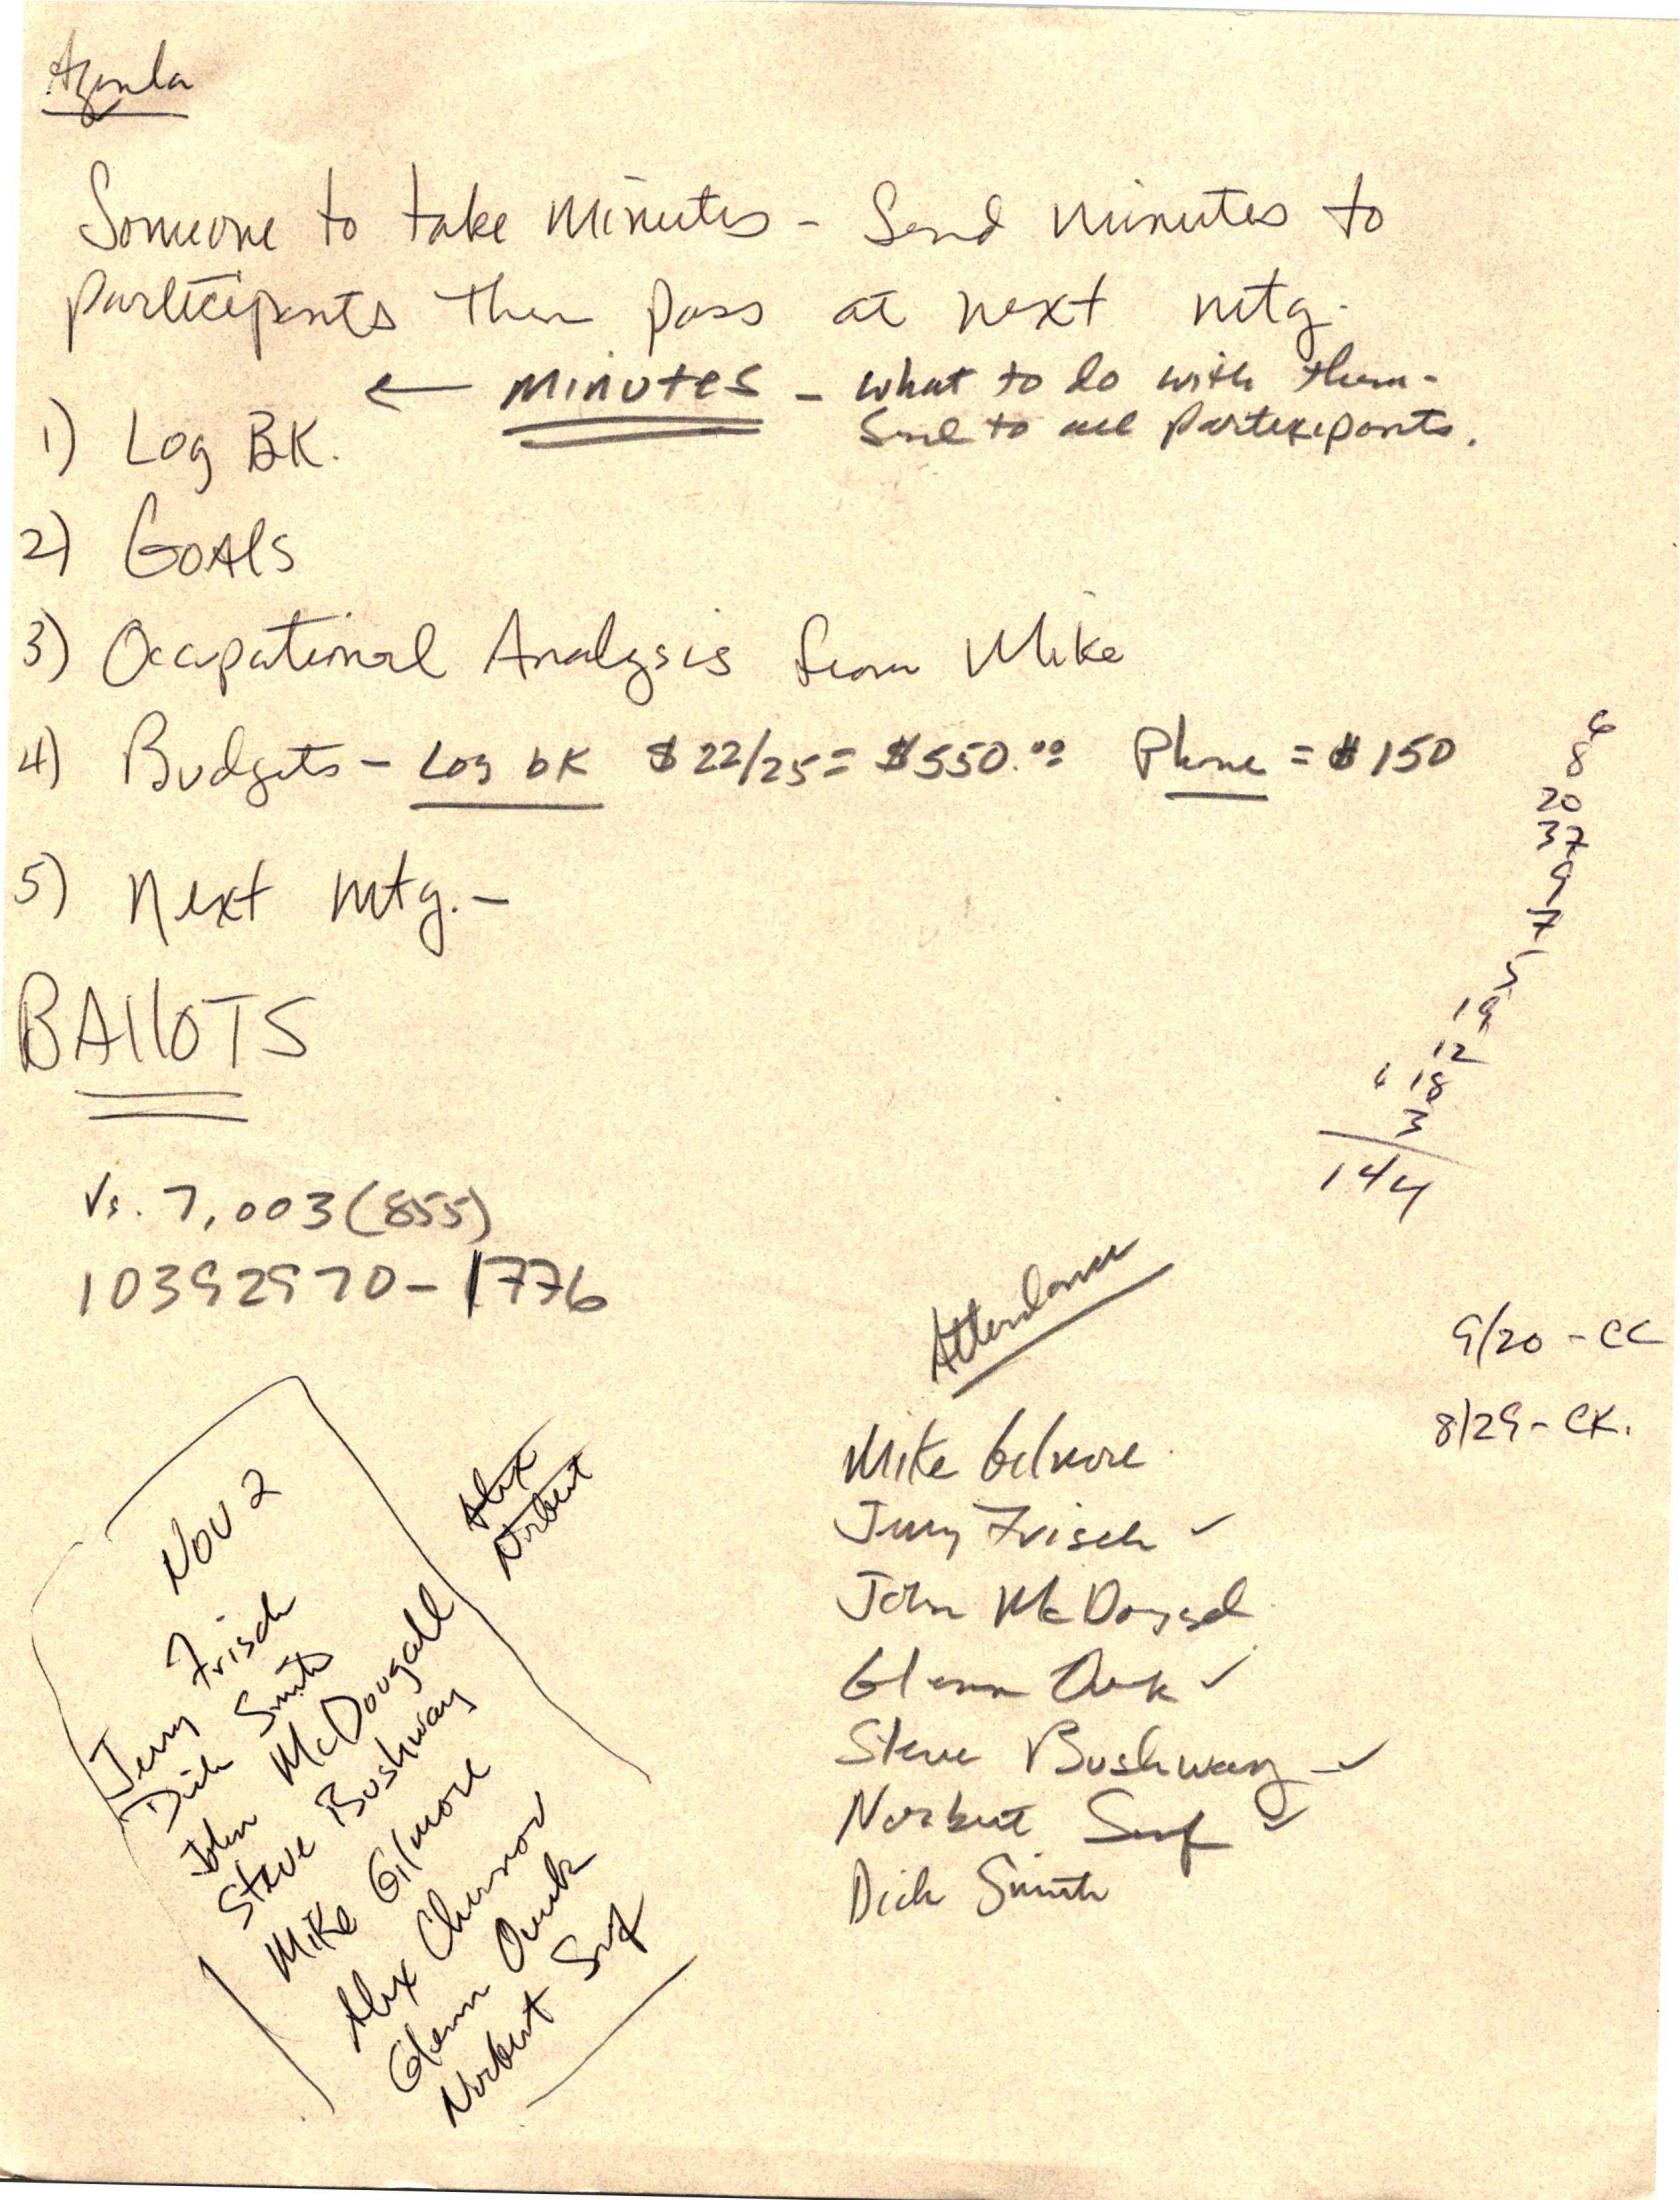 Agenda
Someone to take minutes - Send minutes to
participants then pass at next mtg.
← minutes - what to do with them -
Send to all participants.
1) Log BK.
2) GOALS
3) Occupational Analysis from Mike
4) Budgets - Log bK $22/25 = $550.00 Phone = $150
5) Next mtg. -
BALLOTS
6
8
20
37
9
7
5
19
12
18
3
144
Vs. 7,003 (855)
10392970 - 1776
Attendance
9/20 - CC
8/29 - CK.
Mike Gilmore
Jerry Frisch ✓
John McDougal
Glenn ✓
Steve Bushway - ✓
Norbert ✓
Dick Smith
Alex
Norbert
Nov 2
Jerry Frisch
Dick Smith
John McDougall
Steve Bushway
Mike Gilmore
Alex
Glenn
Norbert